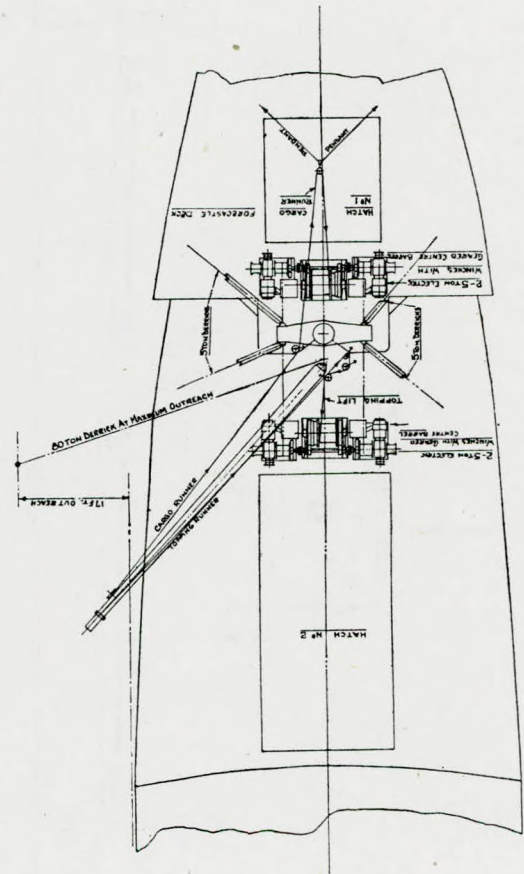 PENDANT
PENDANT
HATCH
Nº 1
CARGO
RUNNER
FORECASTLE DECK
2-5 TON ELECTRIC
WINCHES WITH
GEARED CENTRE BARREL
5 TON DERRICKS
5 TON DERRICKS
TOPPING LIFT
80 TON DERRICK AT MAXIMUM OUTREACH
2-5 TON ELECTRIC
WINCHES WITH GEARED
CENTRE BARREL
17 FT. OUTREACH
CARGO RUNNER
TOPPING RUNNER
HATCH Nº 2